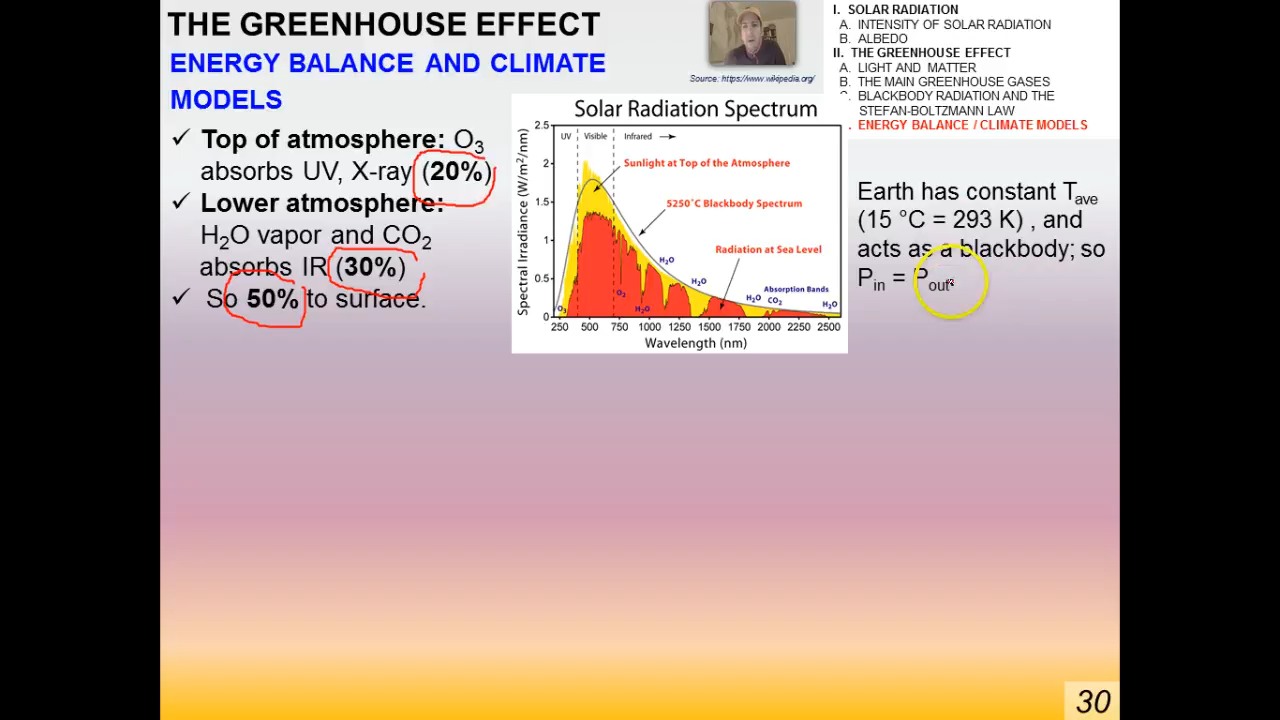 THE GREENHOUSE EFFECT
ENERGY BALANCE AND CLIMATE
MODELS
✓ Top of atmosphere: O₃
absorbs UV, X-ray (20%)
✓ Lower atmosphere:
H₂O vapor and CO₂
absorbs IR (30%)
✓ So 50% to surface.
Source: https://www.wikipedia.org/
I. SOLAR RADIATION
A. INTENSITY OF SOLAR RADIATION
B. ALBEDO
II. THE GREENHOUSE EFFECT
A. LIGHT AND MATTER
B. THE MAIN GREENHOUSE GASES
. BLACKBODY RADIATION AND THE
STEFAN-BOLTZMANN LAW
. ENERGY BALANCE / CLIMATE MODELS
Solar Radiation Spectrum
UV Visible Infrared →
Sunlight at Top of the Atmosphere
5250°C Blackbody Spectrum
Radiation at Sea Level
H₂O
H₂O
Absorption Bands
H₂O CO₂ H₂O
O₃ O₂ H₂O
Spectral Irradiance (W/m²/nm)
2.5
2
1.5
1
0.5
0
250 500 750 1000 1250 1500 1750 2000 2250 2500
Wavelength (nm)
Earth has constant Tave
(15 °C = 293 K) , and
acts as a blackbody; so
Pin = Pout
30